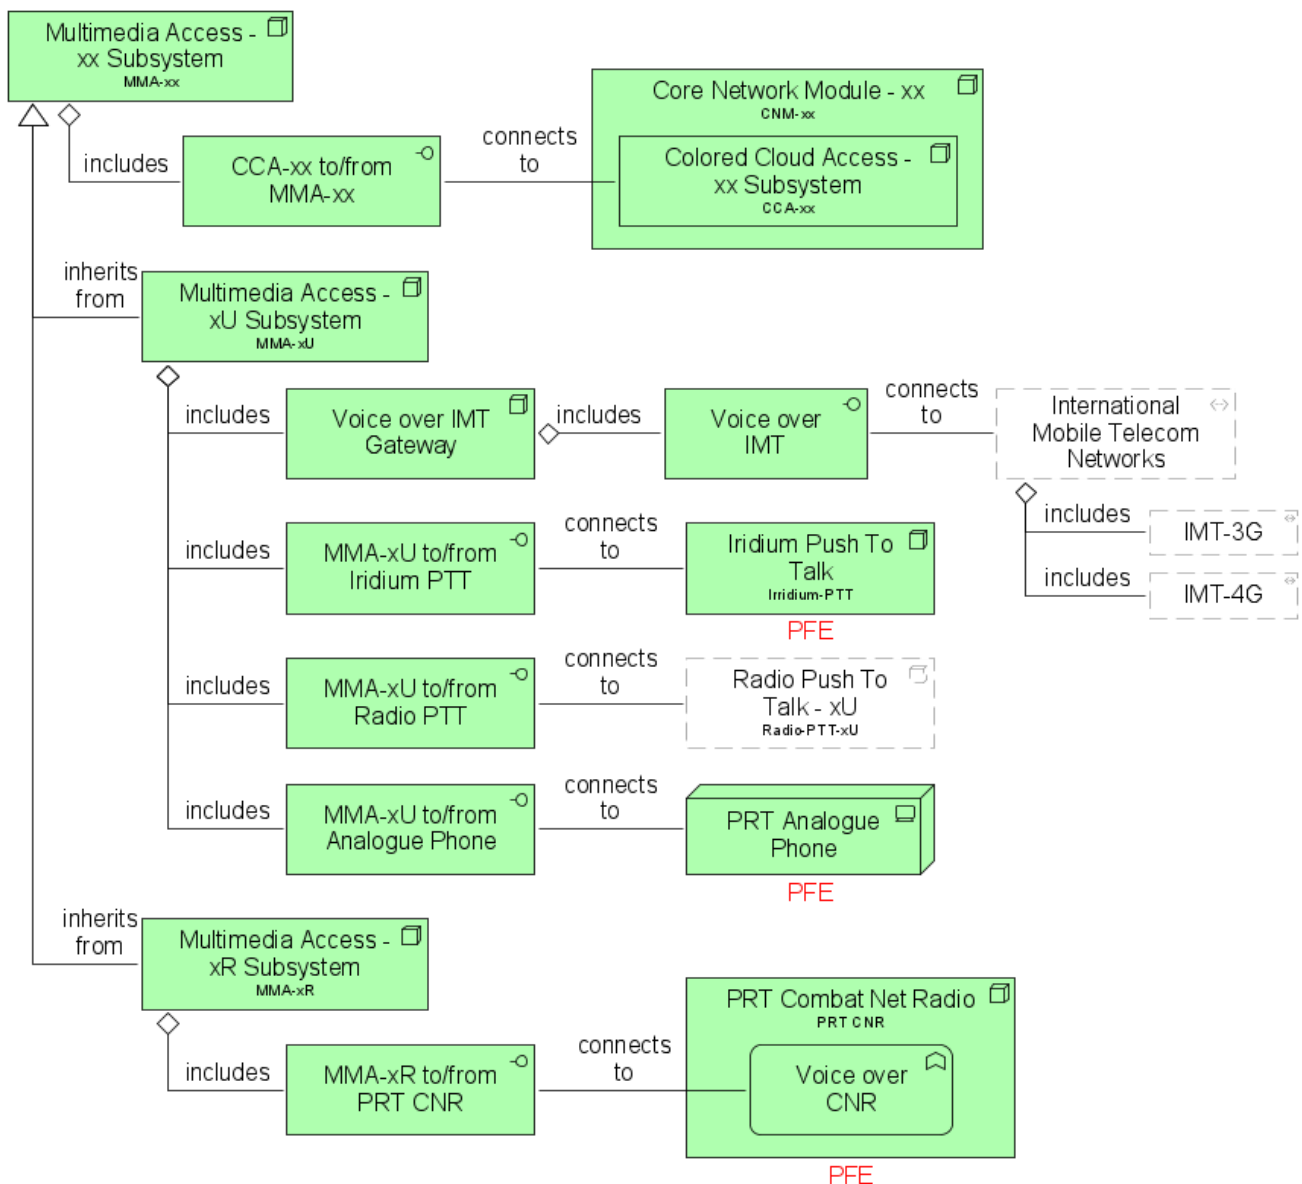 Multimedia Access -
xx Subsystem
MMA-xx
includes
CCA-xx to/from
MMA-xx
connects
to
Core Network Module - xx
CNM-xx
Colored Cloud Access -
xx Subsystem
CCA-xx
inherits
from
Multimedia Access -
xU Subsystem
MMA-xU
includes
Voice over IMT
Gateway
includes
Voice over
IMT
connects
to
International
Mobile Telecom
Networks
includes
IMT-3G
includes
IMT-4G
includes
MMA-xU to/from
Iridium PTT
connects
to
Iridium Push To
Talk
Irridium-PTT
PFE
includes
MMA-xU to/from
Radio PTT
connects
to
Radio Push To
Talk - xU
Radio-PTT-xU
includes
MMA-xU to/from
Analogue Phone
connects
to
PRT Analogue
Phone
PFE
inherits
from
Multimedia Access -
xR Subsystem
MMA-xR
includes
MMA-xR to/from
PRT CNR
connects
to
PRT Combat Net Radio
PRT CNR
Voice over
CNR
PFE